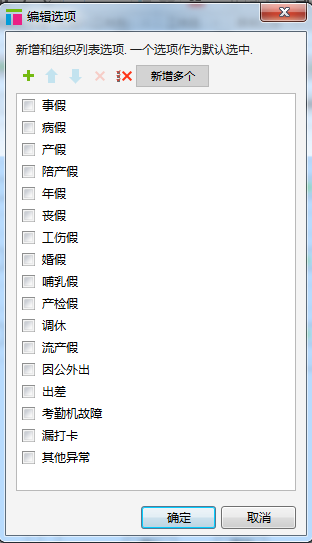 编辑选项
新增和组织列表选项. 一个选项作为默认选中.
新增多个
事假
病假
产假
陪产假
年假
丧假
工伤假
婚假
哺乳假
产检假
调休
流产假
因公外出
出差
考勤机故障
漏打卡
其他异常
确定
取消